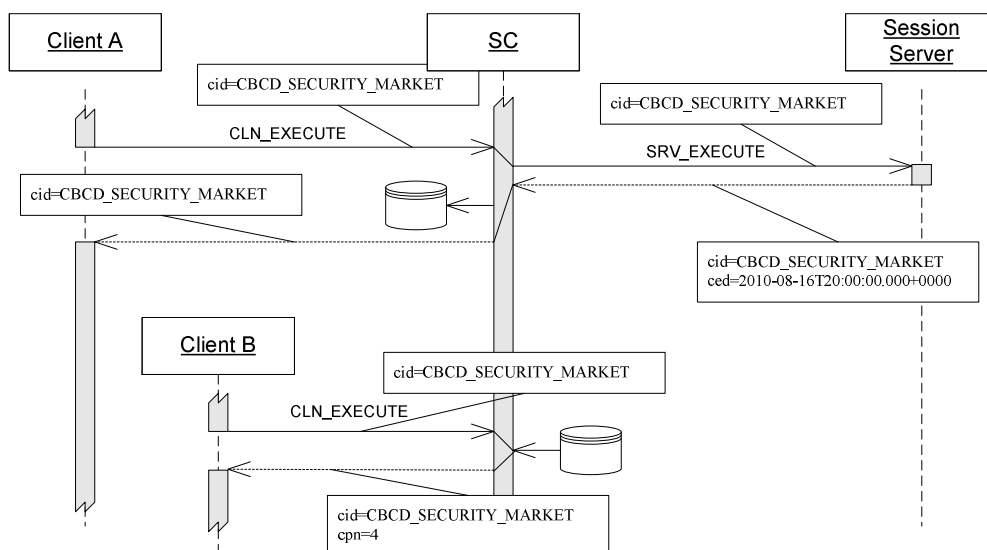 Client A
SC
Session
Server
cid=CBCD_SECURITY_MARKET
cid=CBCD_SECURITY_MARKET
CLN_EXECUTE
SRV_EXECUTE
cid=CBCD_SECURITY_MARKET
cid=CBCD_SECURITY_MARKET
ced=2010-08-16T20:00:00.000+0000
Client B
cid=CBCD_SECURITY_MARKET
CLN_EXECUTE
cid=CBCD_SECURITY_MARKET
cpn=4